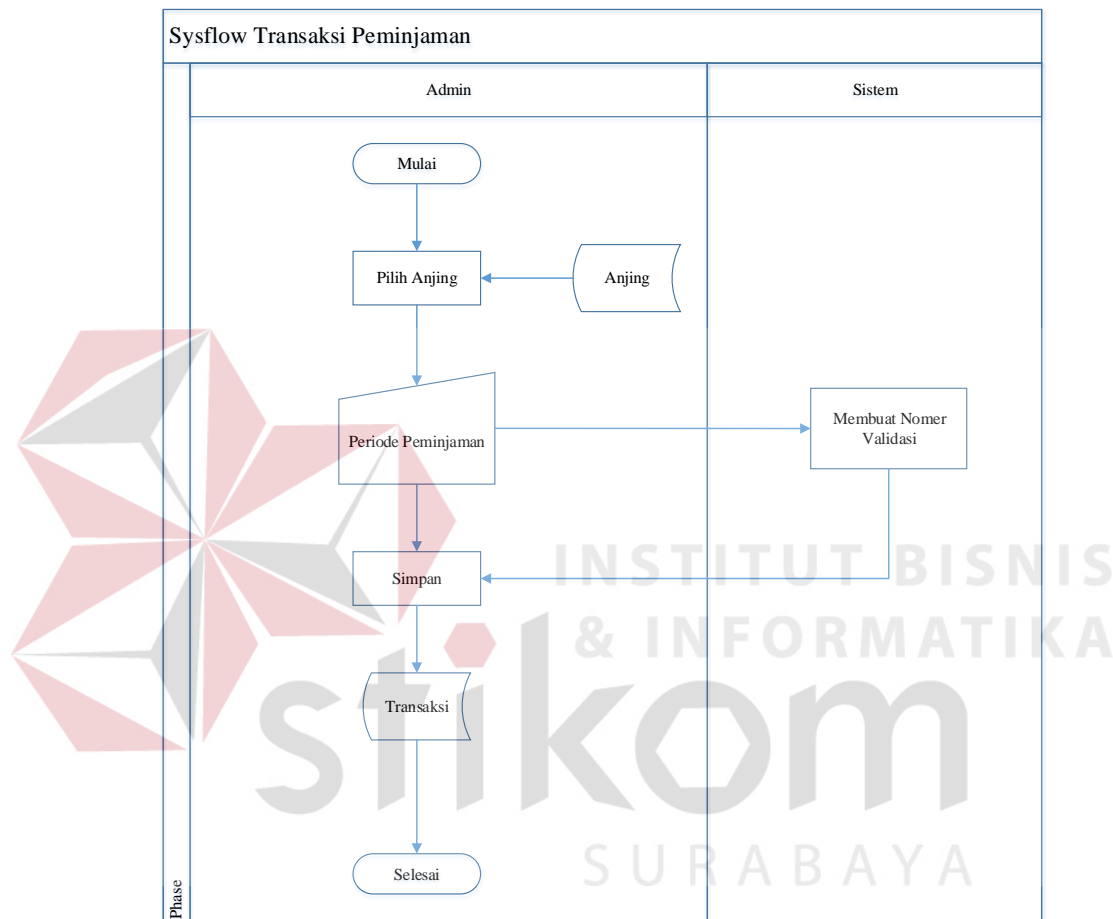 Sysflow Transaksi Peminjaman
Admin
Sistem
Mulai
Pilih Anjing
Anjing
Periode Peminjaman
Membuat Nomer
Validasi
Simpan
Transaksi
Selesai
Phase
INSTITUT BISNIS
& INFORMATIKA
stikom
SURABAYA